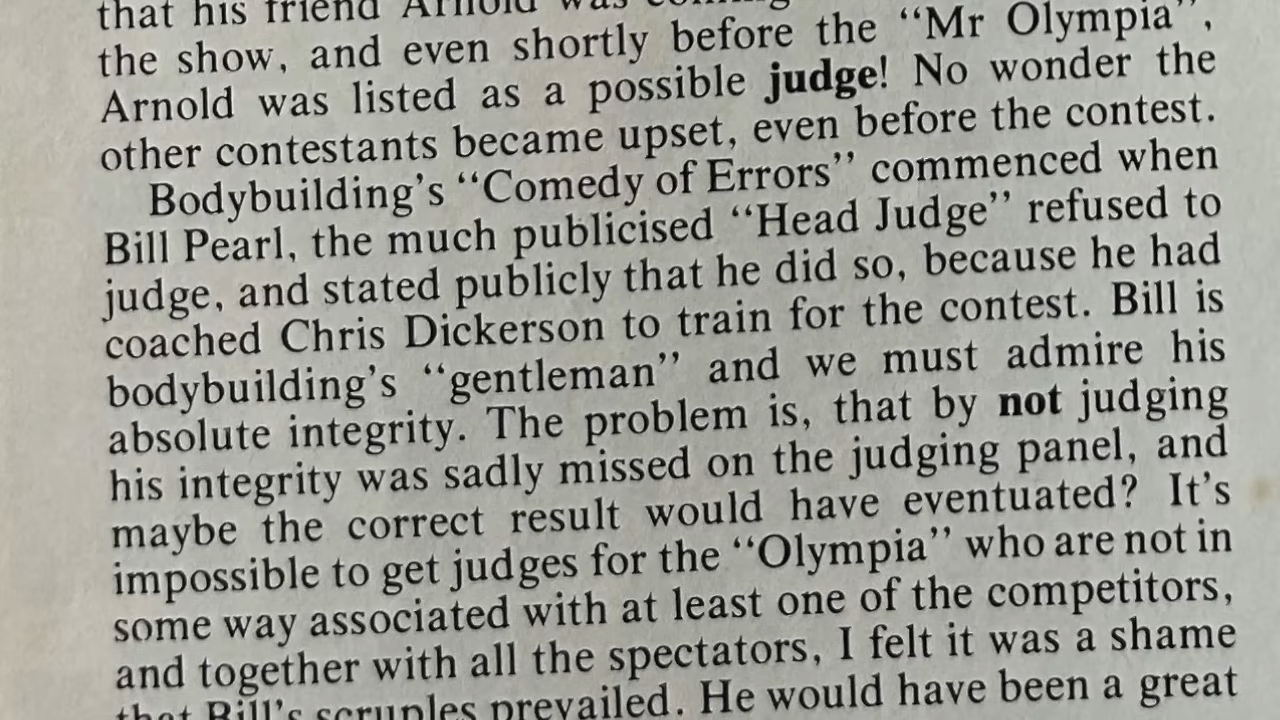 that his friend Arnold was
the show, and even shortly before the “Mr Olympia”,
Arnold was listed as a possible judge! No wonder the
other contestants became upset, even before the contest.
Bodybuilding’s “Comedy of Errors” commenced when
Bill Pearl, the much publicised “Head Judge” refused to
judge, and stated publicly that he did so, because he had
coached Chris Dickerson to train for the contest. Bill is
bodybuilding’s “gentleman” and we must admire his
absolute integrity. The problem is, that by not judging
his integrity was sadly missed on the judging panel, and
maybe the correct result would have eventuated? It’s
impossible to get judges for the “Olympia” who are not in
some way associated with at least one of the competitors,
and together with all the spectators, I felt it was a shame
that Bill’s scruples prevailed. He would have been a great